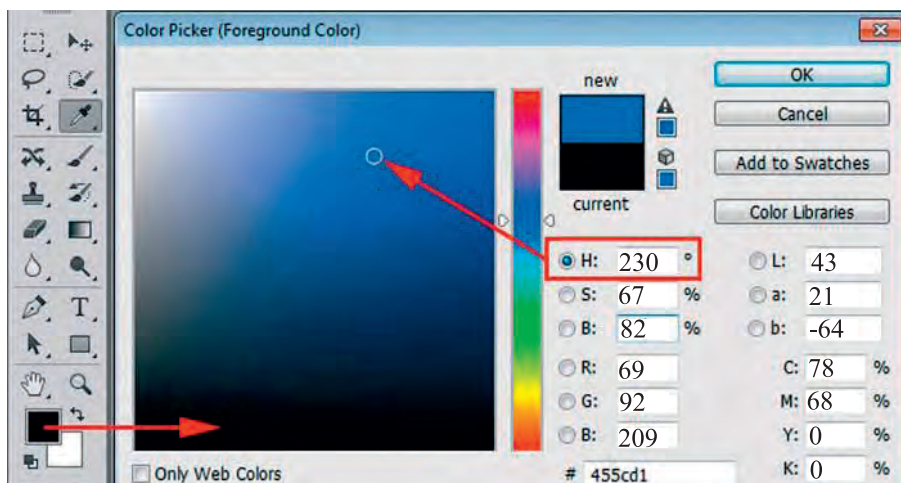 Color Picker (Foreground Color)
new
current
OK
Cancel
Add to Swatches
Color Libraries
H: 230 °
S: 67 %
B: 82 %
R: 69
G: 92
B: 209
L: 43
a: 21
b: -64
C: 78 %
M: 68 %
Y: 0 %
K: 0 %
Only Web Colors
# 455cd1
T